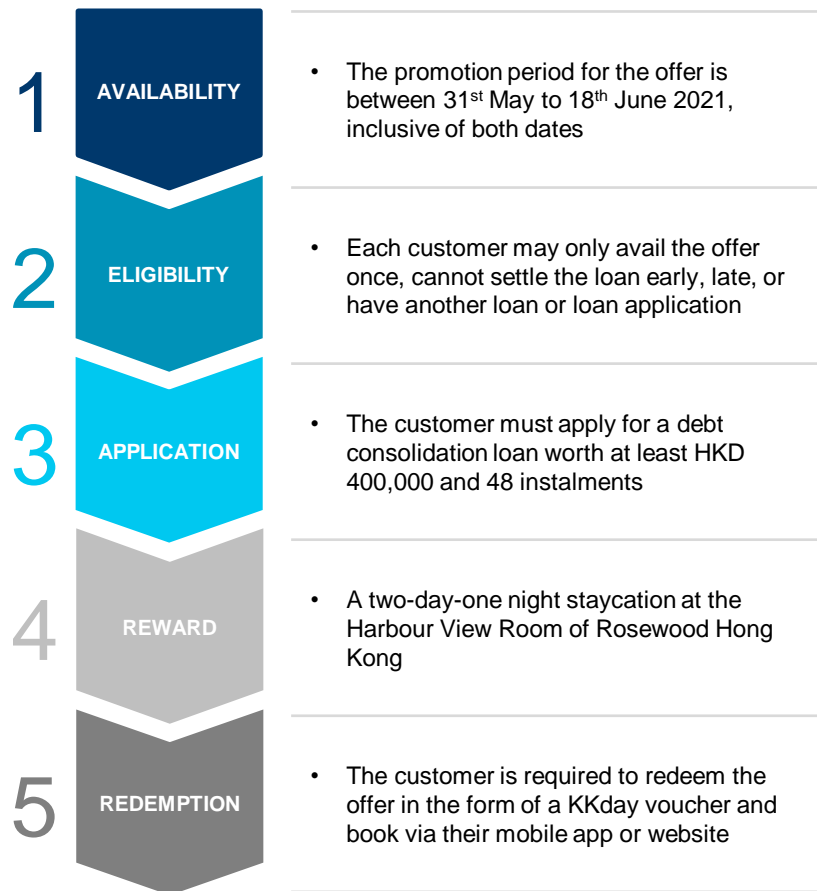 1
AVAILABILITY
• The promotion period for the offer is
between 31st May to 18th June 2021,
inclusive of both dates
2
ELIGIBILITY
• Each customer may only avail the offer
once, cannot settle the loan early, late, or
have another loan or loan application
3
APPLICATION
• The customer must apply for a debt
consolidation loan worth at least HKD
400,000 and 48 instalments
4
REWARD
• A two-day-one night staycation at the
Harbour View Room of Rosewood Hong
Kong
5
REDEMPTION
• The customer is required to redeem the
offer in the form of a KKday voucher and
book via their mobile app or website